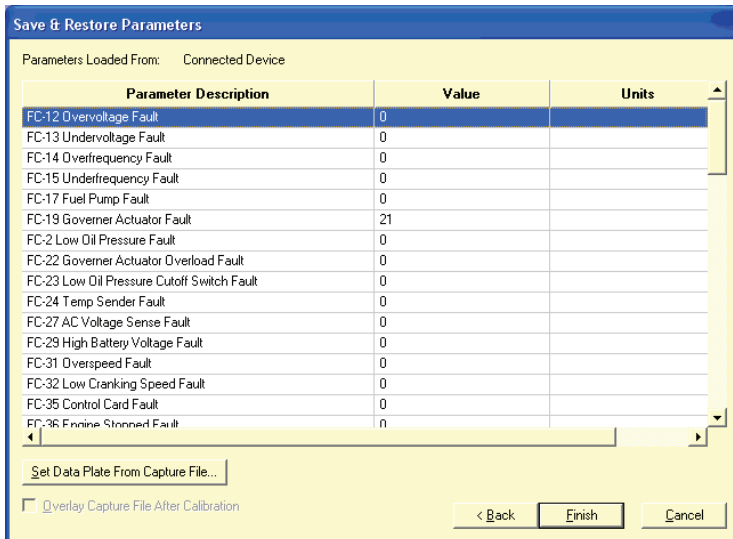 Save & Restore Parameters
Parameters Loaded From: Connected Device
Parameter Description Value Units
FC-12 Overvoltage Fault 0
FC-13 Undervoltage Fault 0
FC-14 Overfrequency Fault 0
FC-15 Underfrequency Fault 0
FC-17 Fuel Pump Fault 0
FC-19 Governer Actuator Fault 21
FC-2 Low Oil Pressure Fault 0
FC-22 Governer Actuator Overload Fault 0
FC-23 Low Oil Pressure Cutoff Switch Fault 0
FC-24 Temp Sender Fault 0
FC-27 AC Voltage Sense Fault 0
FC-29 High Battery Voltage Fault 0
FC-31 Overspeed Fault 0
FC-32 Low Cranking Speed Fault 0
FC-35 Control Card Fault 0
FC-36 Engine Stopped Fault 0
Set Data Plate From Capture File...
Overlay Capture File After Calibration
< Back Finish Cancel